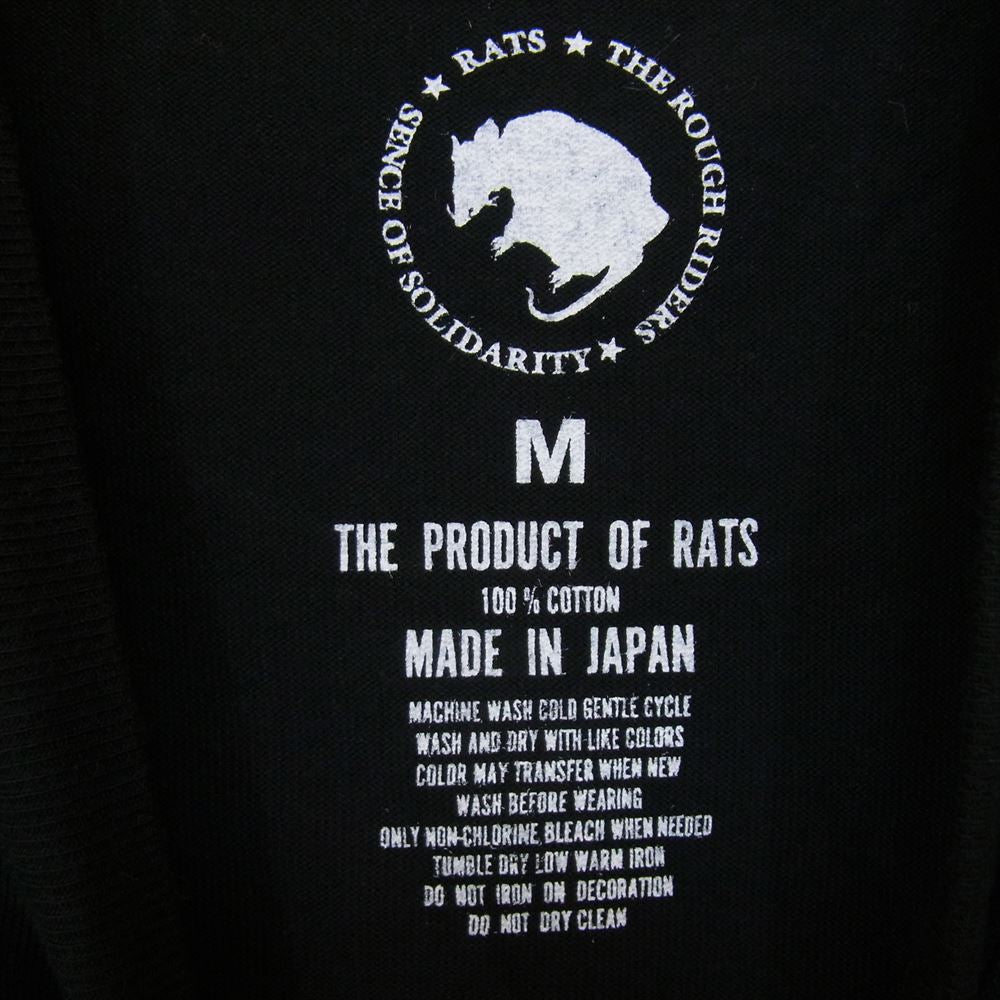 RATS ★ THE ROUGH RIDERS ★ SENCE OF SOLIDARITY ★
M
THE PRODUCT OF RATS
100 % COTTON
MADE IN JAPAN
MACHINE WASH COLD GENTLE CYCLE
WASH AND DRY WITH LIKE COLORS
COLOR MAY TRANSFER WHEN NEW
WASH BEFORE WEARING
ONLY NON-CHLORINE BLEACH WHEN NEEDED
TUMBLE DRY LOW WARM IRON
DO NOT IRON ON DECORATION
DO NOT DRY CLEAN